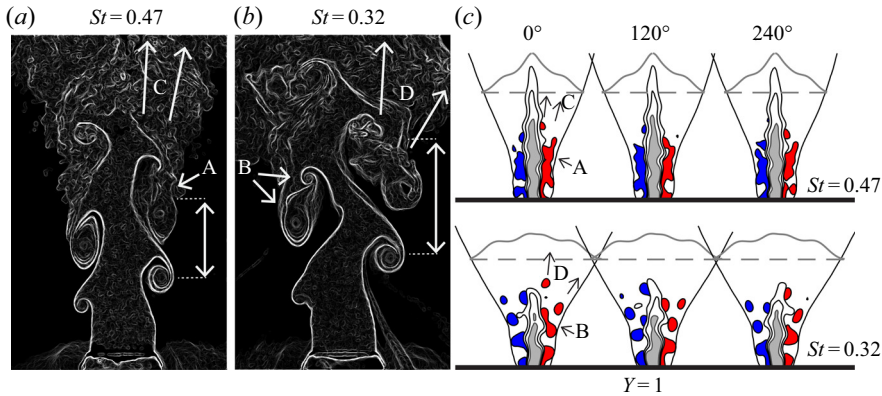 (a) St = 0.47 (b) St = 0.32 (c)
0° 120° 240°
C
A
D
B
C
A
St = 0.47
D
B
St = 0.32
Y = 1